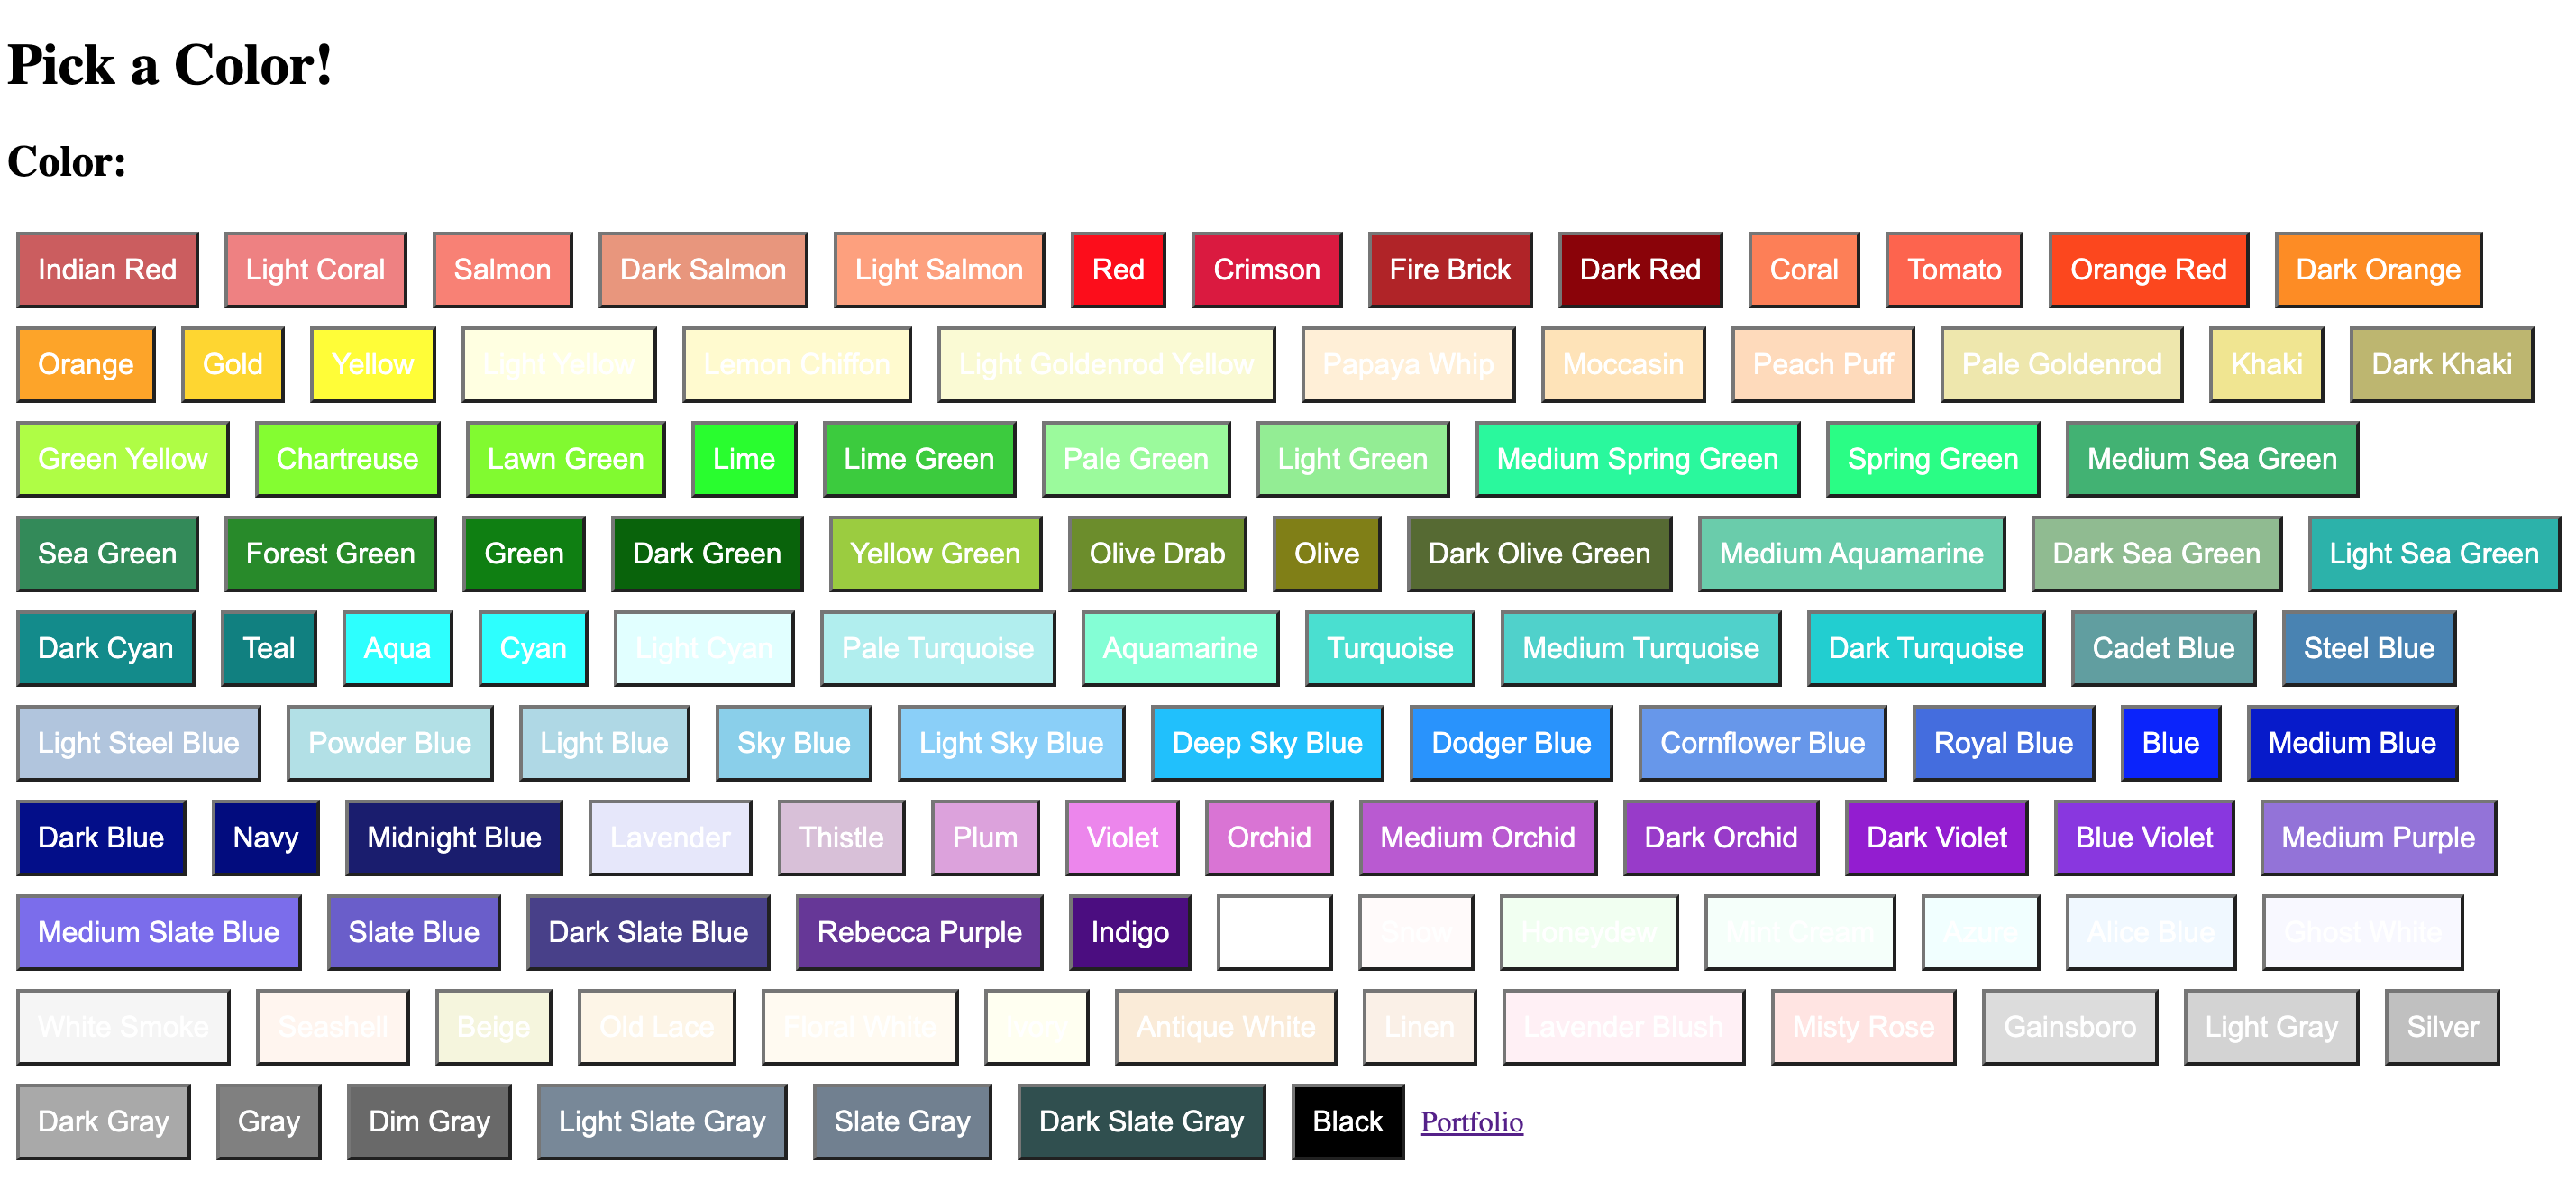 Pick a Color!
Color:
Indian Red Light Coral Salmon Dark Salmon Light Salmon Red Crimson Fire Brick Dark Red Coral Tomato Orange Red Dark Orange
Orange Gold Yellow Light Yellow Lemon Chiffon Light Goldenrod Yellow Papaya Whip Moccasin Peach Puff Pale Goldenrod Khaki Dark Khaki
Green Yellow Chartreuse Lawn Green Lime Lime Green Pale Green Light Green Medium Spring Green Spring Green Medium Sea Green
Sea Green Forest Green Green Dark Green Yellow Green Olive Drab Olive Dark Olive Green Medium Aquamarine Dark Sea Green Light Sea Green
Dark Cyan Teal Aqua Cyan Light Cyan Pale Turquoise Aquamarine Turquoise Medium Turquoise Dark Turquoise Cadet Blue Steel Blue
Light Steel Blue Powder Blue Light Blue Sky Blue Light Sky Blue Deep Sky Blue Dodger Blue Cornflower Blue Royal Blue Blue Medium Blue
Dark Blue Navy Midnight Blue Lavender Thistle Plum Violet Orchid Medium Orchid Dark Orchid Dark Violet Blue Violet Medium Purple
Medium Slate Blue Slate Blue Dark Slate Blue Rebecca Purple Indigo Snow Honeydew Mint Cream Azure Alice Blue Ghost White
White Smoke Seashell Beige Old Lace Floral White Ivory Antique White Linen Lavender Blush Misty Rose Gainsboro Light Gray Silver
Dark Gray Gray Dim Gray Light Slate Gray Slate Gray Dark Slate Gray Black Portfolio